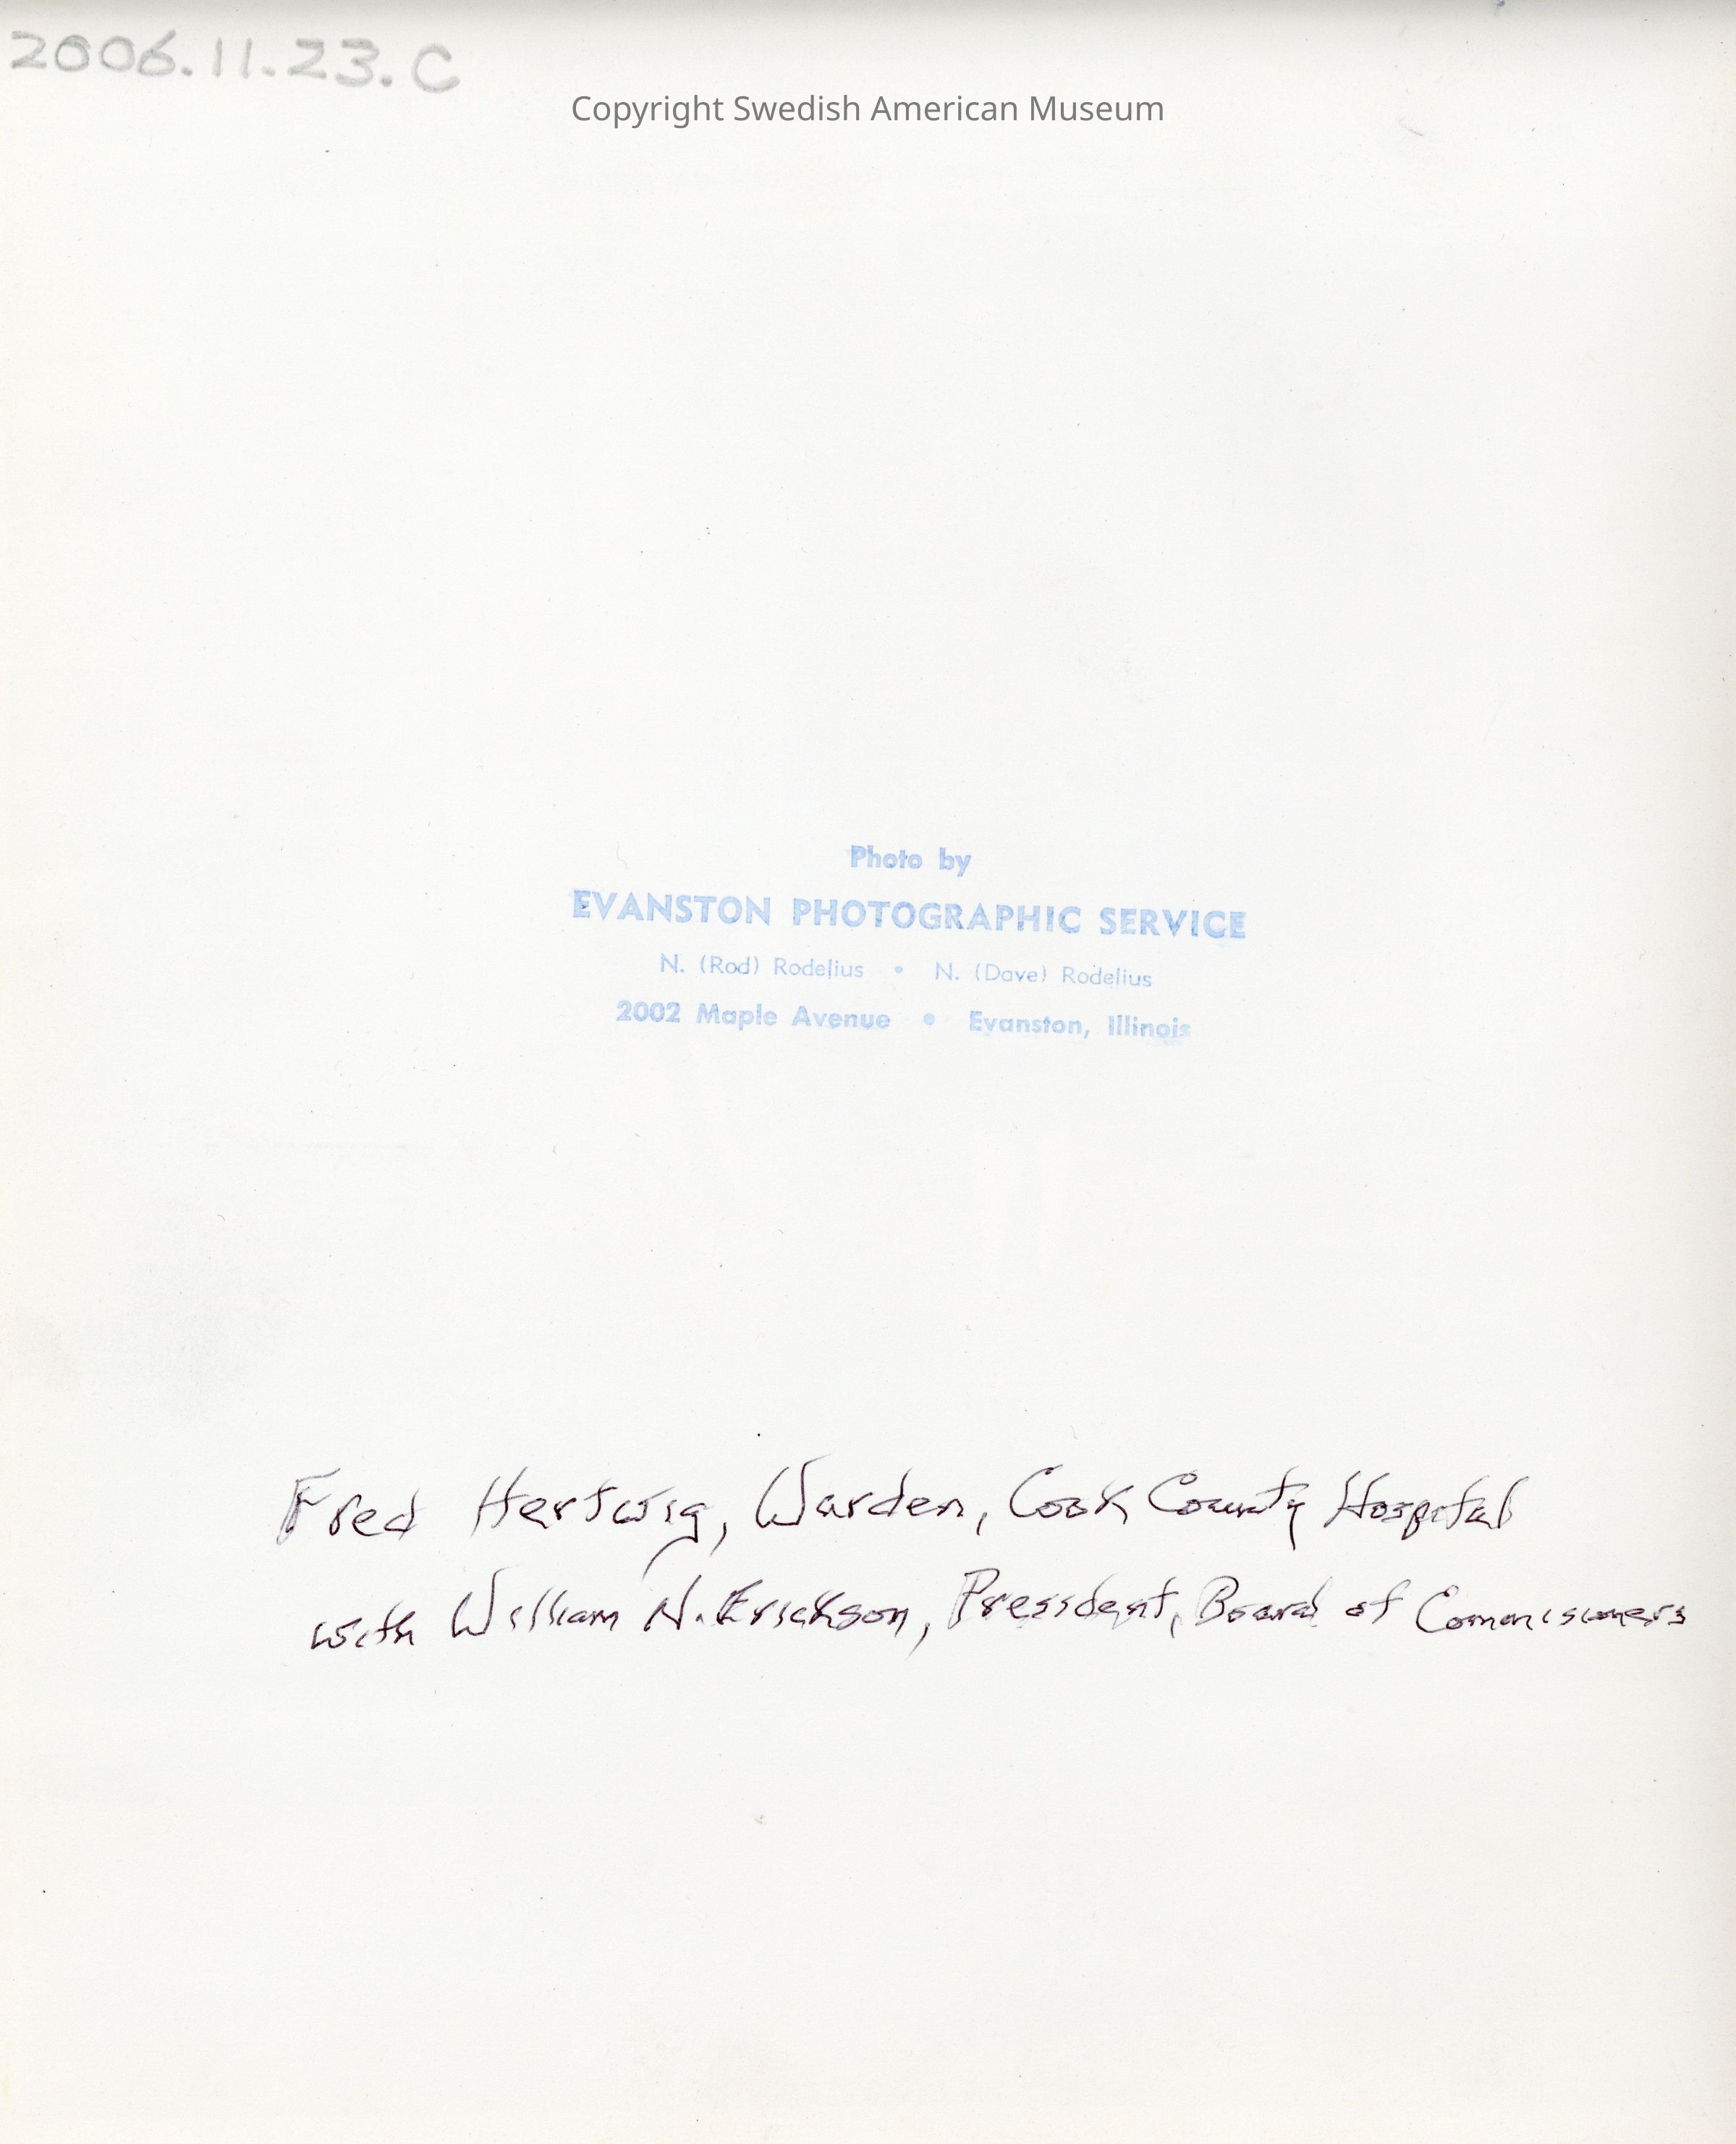 2006.11.23.C
Copyright Swedish American Museum
Photo by
EVANSTON PHOTOGRAPHIC SERVICE
N. (Rod) Rodelius • N. (Dave) Rodelius
2002 Maple Avenue • Evanston, Illinois
Fred Hertwig, Warden, Cook County Hospital
with William N. Erickson, President, Board of Commisioners